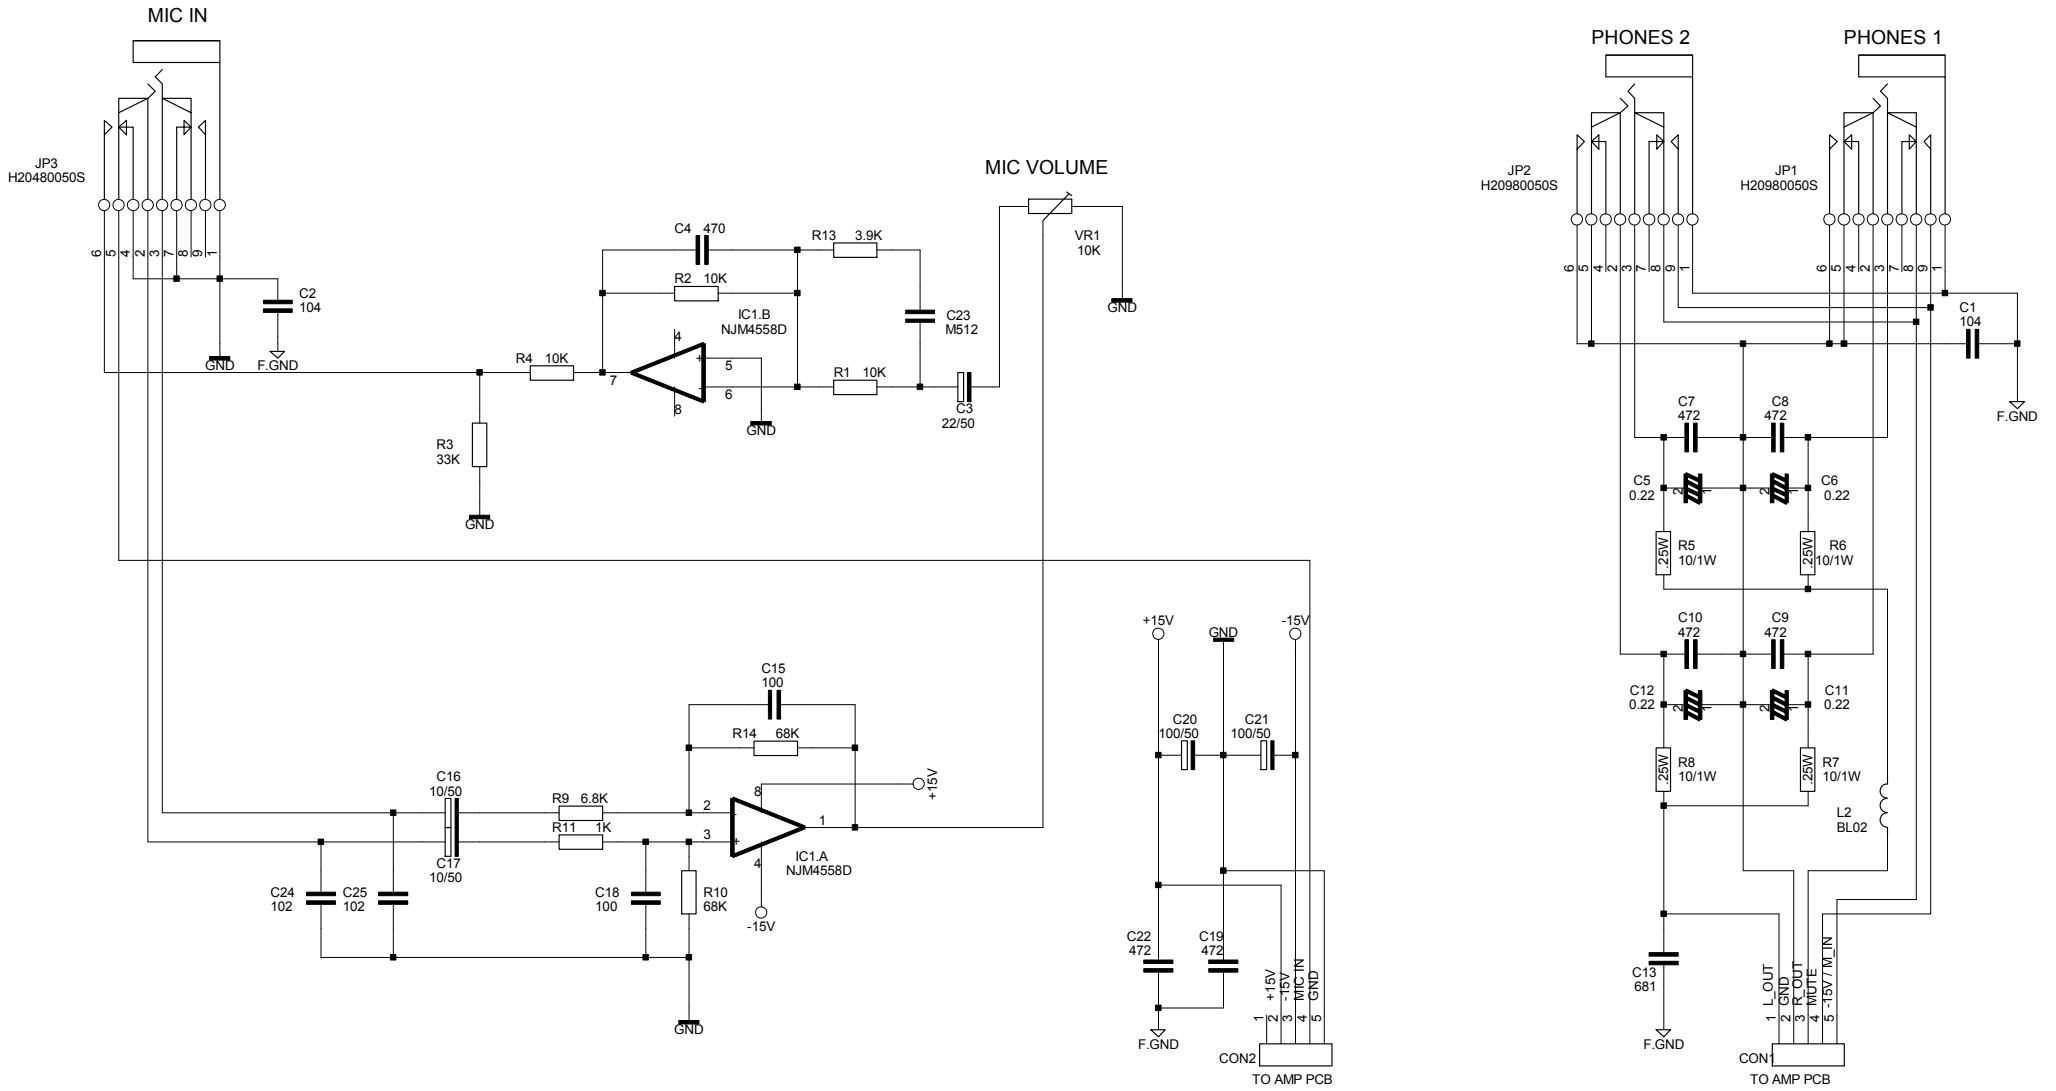 MIC IN
JP3
H20480050S
6
5
4
2
3
7
8
9
1
C2
104
GND
F.GND
R4 10K
R3
33K
GND
C4 470
R2 10K
IC1.B
NJM4558D
4
5
6
7
8
+
-
GND
R13 3.9K
C23
M512
R1 10K
C3
22/50
MIC VOLUME
VR1
10K
GND
C16
10/50
R9 6.8K
R11 1K
C17
10/50
C24
102
C25
102
C18
100
R10
68K
GND
C15
100
R14 68K
8
2
3
1
4
-
+
+15V
IC1.A
NJM4558D
-15V
+15V
GND
-15V
C20
100/50
C21
100/50
C22
472
C19
472
F.GND
+15V
-15V
MIC IN
GND
1
2
3
4
5
CON2
TO AMP PCB
PHONES 2
PHONES 1
JP2
H20980050S
JP1
H20980050S
6
5
4
2
3
7
8
9
1
6
5
4
2
3
7
8
9
1
C1
104
F.GND
C7
472
C8
472
C5
0.22
2
1
2
1
C6
0.22
.25W
R5
10/1W
.25W
R6
10/1W
C10
472
C9
472
C12
0.22
2
1
2
1
C11
0.22
.25W
R8
10/1W
.25W
R7
10/1W
L2
BL02
C13
681
F.GND
L_OUT
GND
R_OUT
MUTE
-15V / M_IN
1
2
3
4
5
CON1
TO AMP PCB